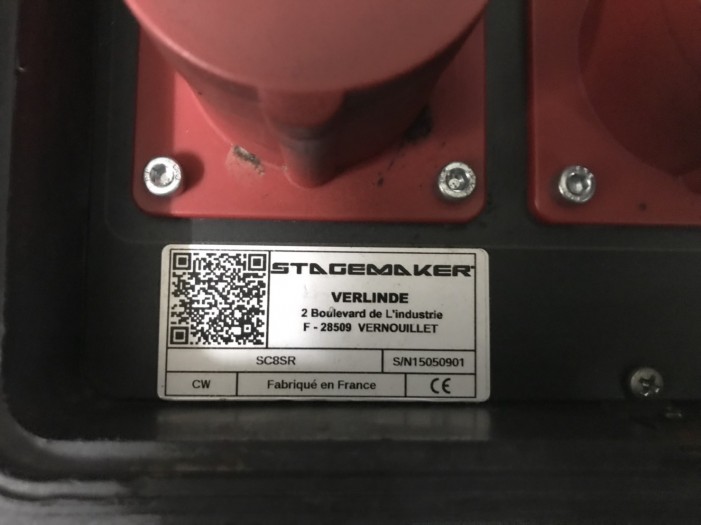 STAGEMAKER
VERLINDE
2 Boulevard de L'industrie
F - 28509 VERNOUILLET
SC8SR S/N15050901
CW Fabriqué en France CE